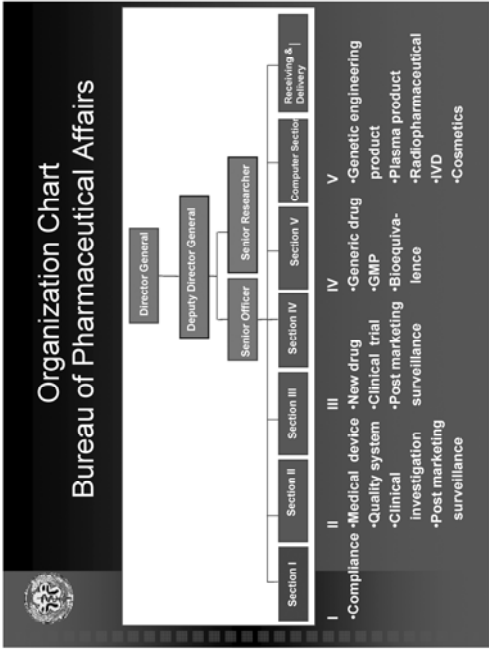 Organization Chart
Bureau of Pharmaceutical Affairs
Director General
Deputy Director General
Senior Officer
Senior Researcher
Section I
Section II
Section III
Section IV
Section V
Computer Section
Receiving &
Delivery
I
•Compliance
II
•Medical device
•Quality system
•Clinical
investigation
•Post marketing
surveillance
III
•New drug
•Clinical trial
•Post marketing
surveillance
IV
•Generic drug
•GMP
•Bioequiva-
lence
V
•Genetic engineering
product
•Plasma product
•Radiopharmaceutical
•IVD
•Cosmetics